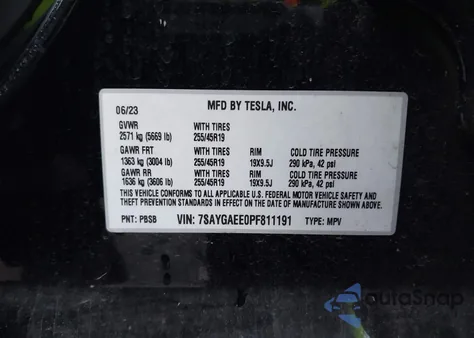 06/23 MFD BY TESLA, INC.
GVWR WITH TIRES
2571 kg (5669 lb) 255/45R19
GAWR FRT WITH TIRES RIM COLD TIRE PRESSURE
1363 kg (3004 lb) 255/45R19 19X9.5J 290 kPa, 42 psi
GAWR RR WITH TIRES RIM COLD TIRE PRESSURE
1636 kg (3606 lb) 255/45R19 19X9.5J 290 kPa, 42 psi
THIS VEHICLE CONFORMS TO ALL APPLICABLE U.S. FEDERAL MOTOR VEHICLE SAFETY AND
THEFT PREVENTION STANDARDS IN EFFECT ON THE DATE OF MANUFACTURE SHOWN ABOVE.
PNT: PBSB VIN: 7SAYGAEE0PF811191 TYPE: MPV
autoSnap